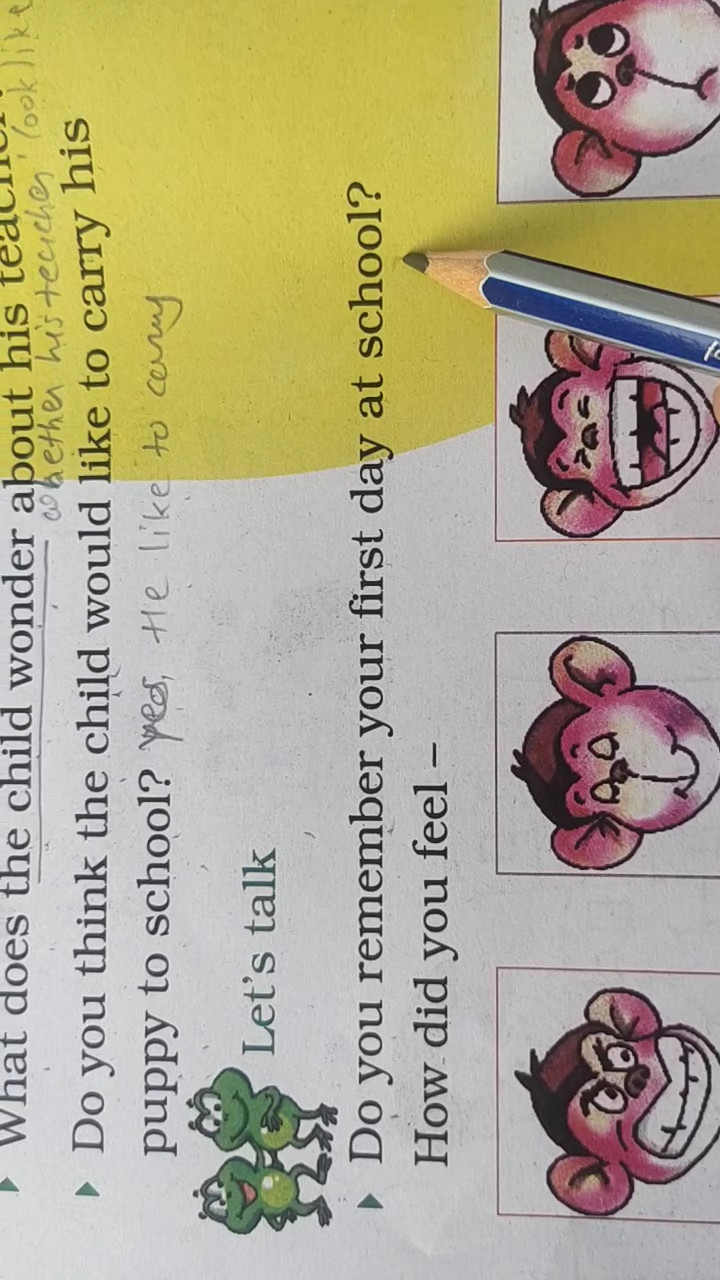 What does the child wonder about his teacher?
whether his teacher, look like
Do you think the child would like to carry his
puppy to school? yes, He like to carry
Let's talk
Do you remember your first day at school?
How did you feel –